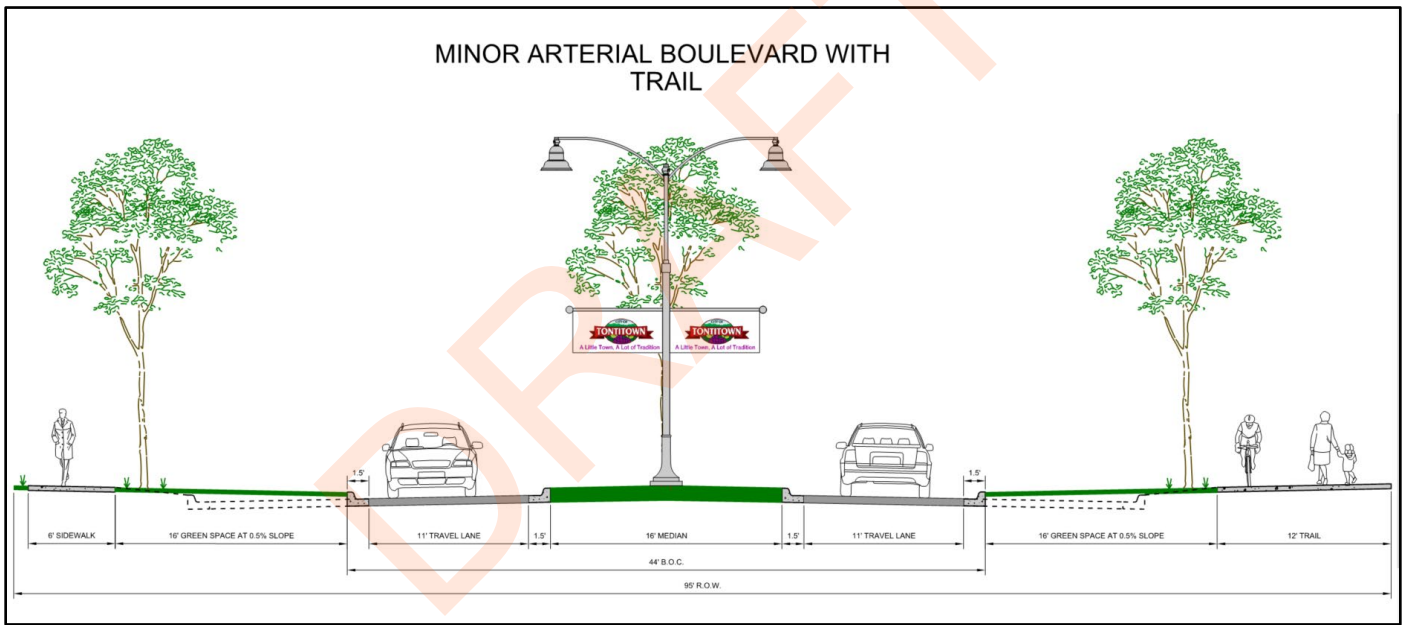 MINOR ARTERIAL BOULEVARD WITH
TRAIL
TONTITOWN
A Little Town, A Lot of Tradition
TONTITOWN
A Little Town, A Lot of Tradition
1.5'
1.5'
6' SIDEWALK
16' GREEN SPACE AT 0.5% SLOPE
11' TRAVEL LANE
1.5'
16' MEDIAN
1.5'
11' TRAVEL LANE
16' GREEN SPACE AT 0.5% SLOPE
12' TRAIL
44' B.O.C.
95' R.O.W.
DRAFT